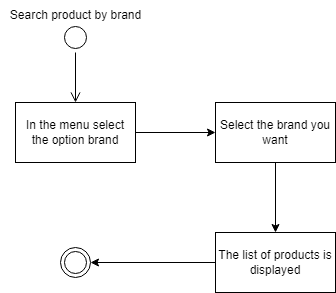 Search product by brand
In the menu select
the option brand
Select the brand you
want
The list of products is
displayed